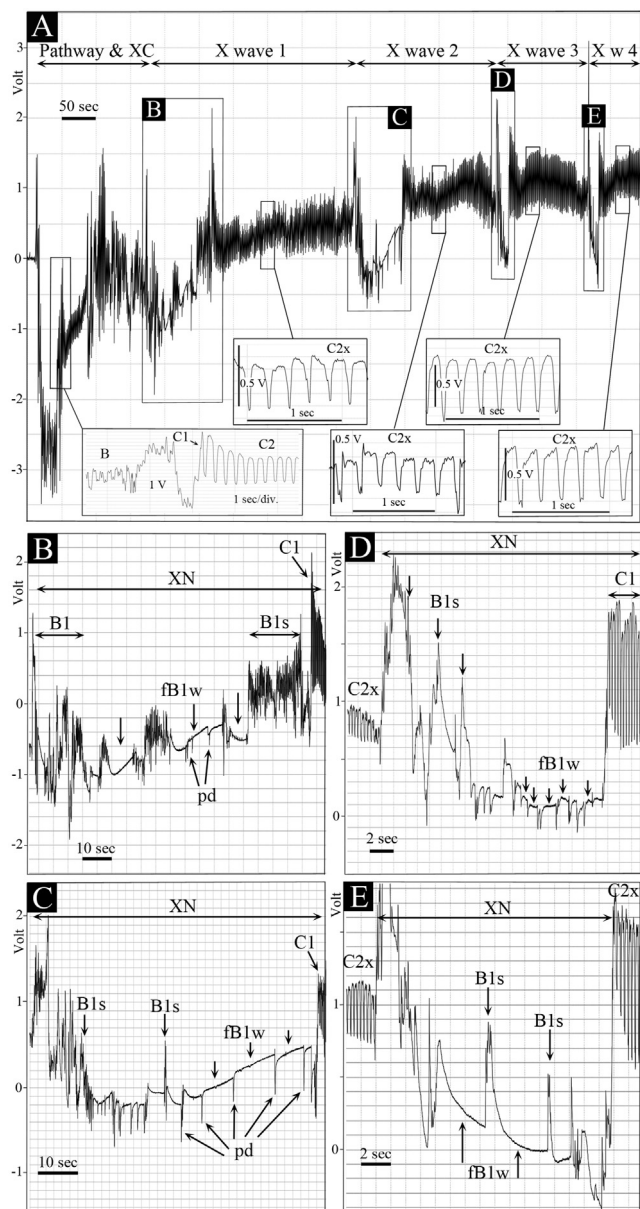 A
Pathway & XC X wave 1 X wave 2 X wave 3 X w 4
Volt
3
2
1
0
-1
-2
-3
50 sec
B
C
D
E
C2x
0.5 V
1 sec
C2x
0.5 V
1 sec
B C1 C2
1 V 1 sec/div.
0.5 V C2x
1 sec
C2x
0.5 V
1 sec
B
Volt
2
1
0
-1
-2
XN
C1
B1
B1s
fB1w
pd
10 sec
D
Volt
2
1
0
XN
C1
B1s
C2x
fB1w
2 sec
C
Volt
2
1
0
-1
XN
C1
B1s
B1s
fB1w
pd
10 sec
E
Volt
1
0
XN
C2x
C2x
B1s
B1s
fB1w
2 sec